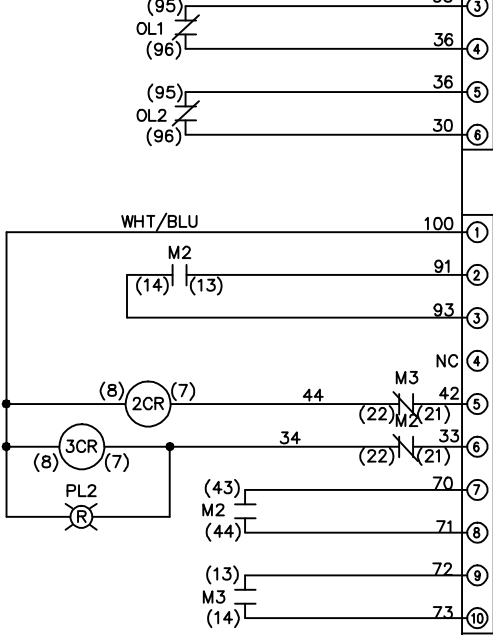 (95) ③
OL1
(96) 36 ④
(95) 36 ⑤
OL2
(96) 30 ⑥
WHT/BLU 100 ①
M2
(14) (13) 91 ②
93 ③
NC ④
M3
(8) 2CR (7) 44 (22) (21) 42 ⑤
M2
(8) 3CR (7) 34 (22) (21) 33 ⑥
PL2
R
(43) 70 ⑦
M2
(44) 71 ⑧
(13) 72 ⑨
M3
(14) 73 ⑩